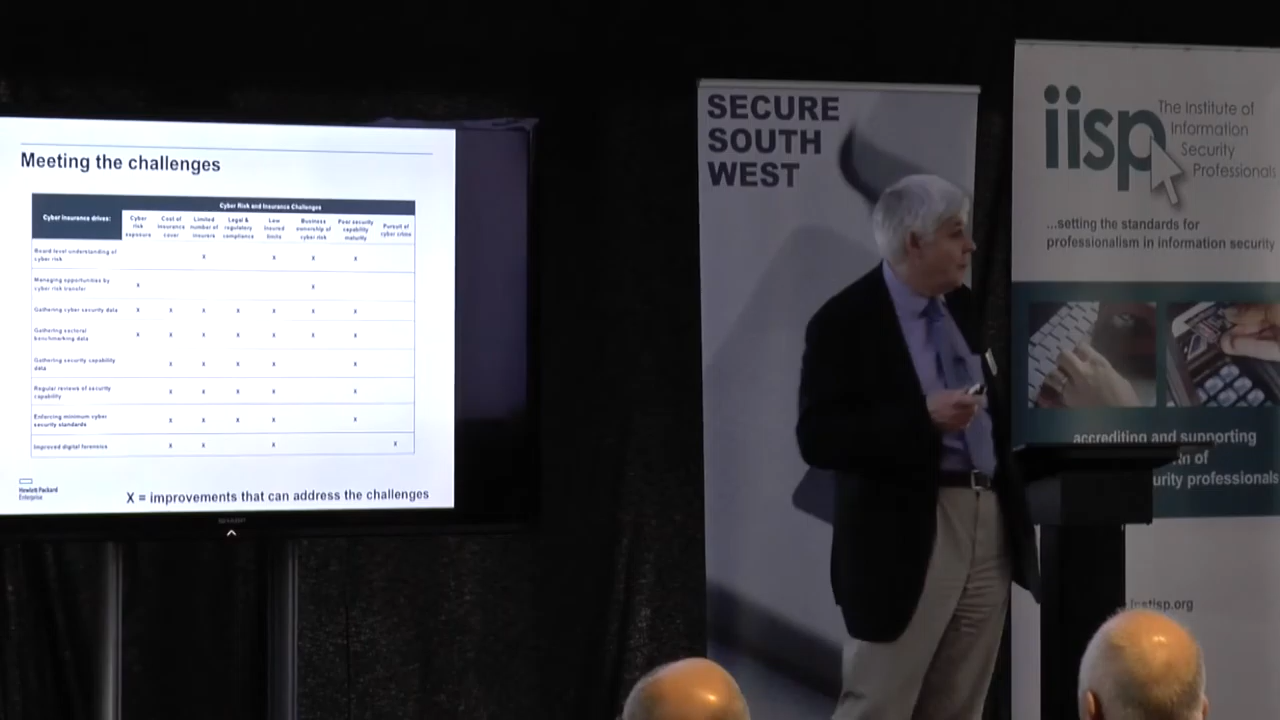 Meeting the challenges
Cyber Risk and Insurance Challenges
Cyber insurance drives:
Cyber
risk
exposure
Cost of
insurance
cover
Limited
number of
insurers
Legal &
regulatory
compliance
Low
insured
limits
Business
ownership of
cyber risk
Poor security
capability
maturity
Pursuit of
cyber crime
Board level understanding of
cyber risk
x x x x
Managing opportunities by
cyber risk transfer
x x
Gathering cyber security data
x x x x x x x
Gathering sectoral
benchmarking data
x x x x x x x
Gathering security capability
data
x x x x x
Regular reviews of security
capability
x x x x x
Enforcing minimum cyber
security standards
x x x x x
Improved digital forensics
x x x x
Hewlett Packard
Enterprise
X = improvements that can address the challenges
SHARP
SECURE
SOUTH
WEST
iisp
The Institute of
Information
Security
Professionals
...setting the standards for
professionalism in information security
accrediting and supporting
of
professionals